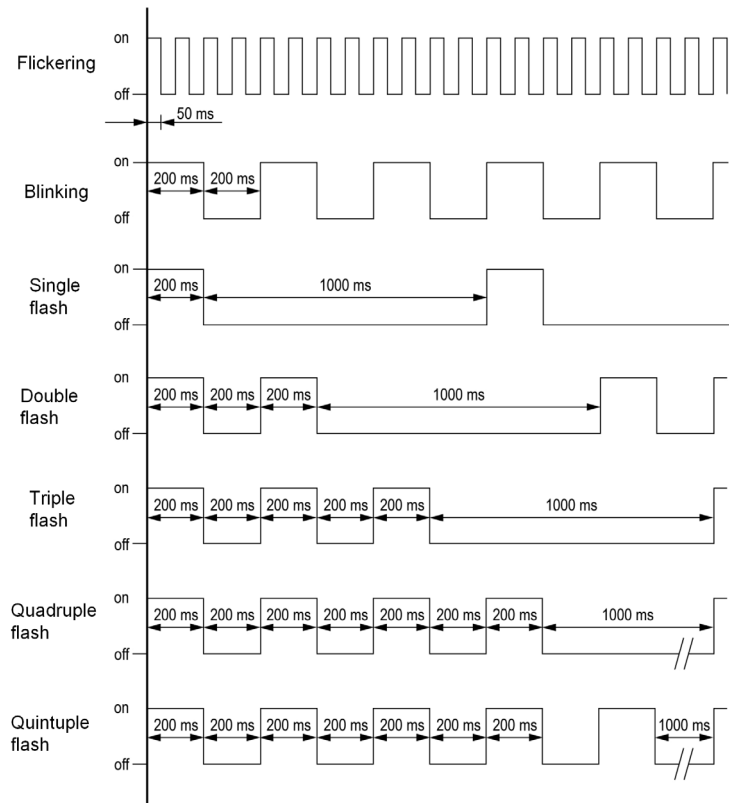 on
Flickering
off
50 ms
on
200 ms 200 ms
Blinking
off
on
Single
flash
200 ms 1000 ms
off
on
Double
flash
200 ms 200 ms 200 ms 1000 ms
off
on
Triple
flash
200 ms 200 ms 200 ms 200 ms 200 ms 1000 ms
off
on
Quadruple
flash
200 ms 200 ms 200 ms 200 ms 200 ms 200 ms 200 ms 1000 ms
off
on
Quintuple
flash
200 ms 200 ms 200 ms 200 ms 200 ms 200 ms 200 ms 1000 ms
off